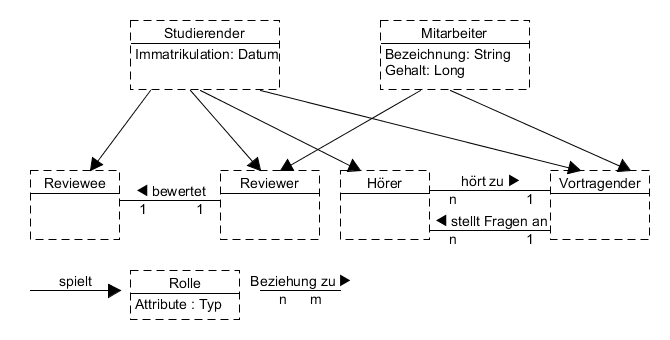 Studierender
Immatrikulation: Datum
Mitarbeiter
Bezeichnung: String
Gehalt: Long
Reviewee
◀ bewertet
1 1
Reviewer
Hörer
hört zu ▶
n 1
◀ stellt Fragen an
n 1
Vortragender
spielt
Rolle
Attribute : Typ
Beziehung zu ▶
n m